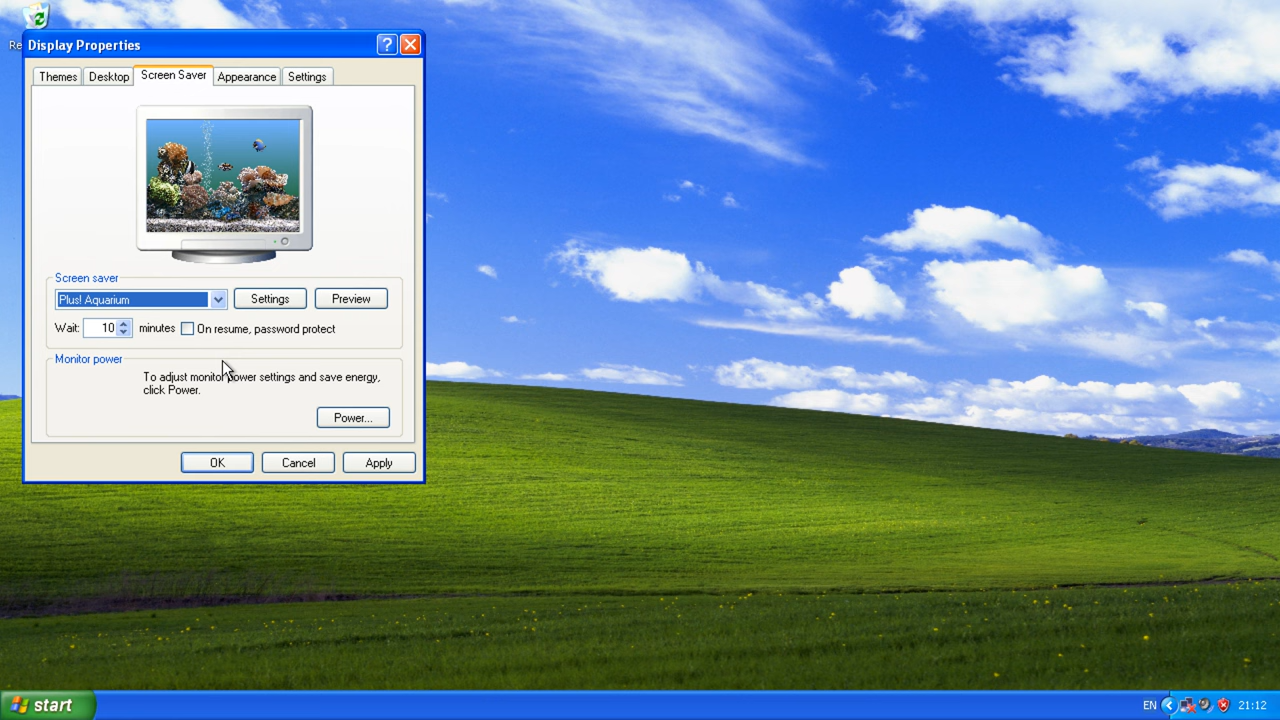 Re
Display Properties
Themes Desktop Screen Saver Appearance Settings
Screen saver
Plus! Aquarium Settings Preview
Wait: 10 minutes On resume, password protect
Monitor power
To adjust monitor power settings and save energy,
click Power.
Power...
OK Cancel Apply
start EN 21:12